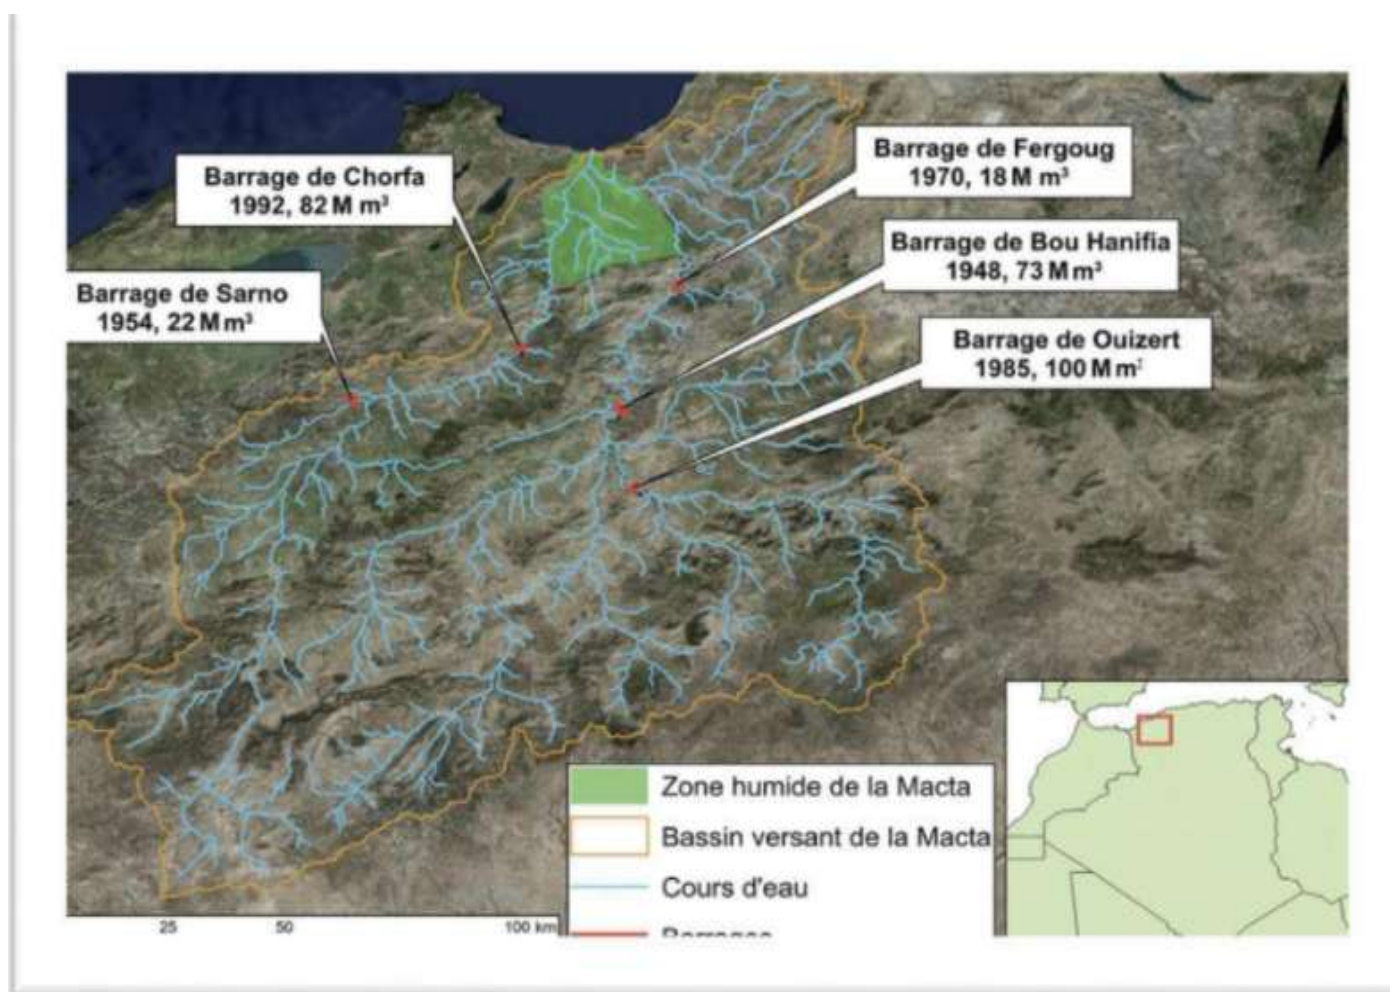 Barrage de Fergoug
1970, 18 M m³
Barrage de Chorfa
1992, 82 M m³
Barrage de Bou Hanifia
1948, 73 M m³
Barrage de Sarno
1954, 22 M m³
Barrage de Ouizert
1985, 100 M m³
Zone humide de la Macta
Bassin versant de la Macta
Cours d'eau
Barrages
25 50 100 km